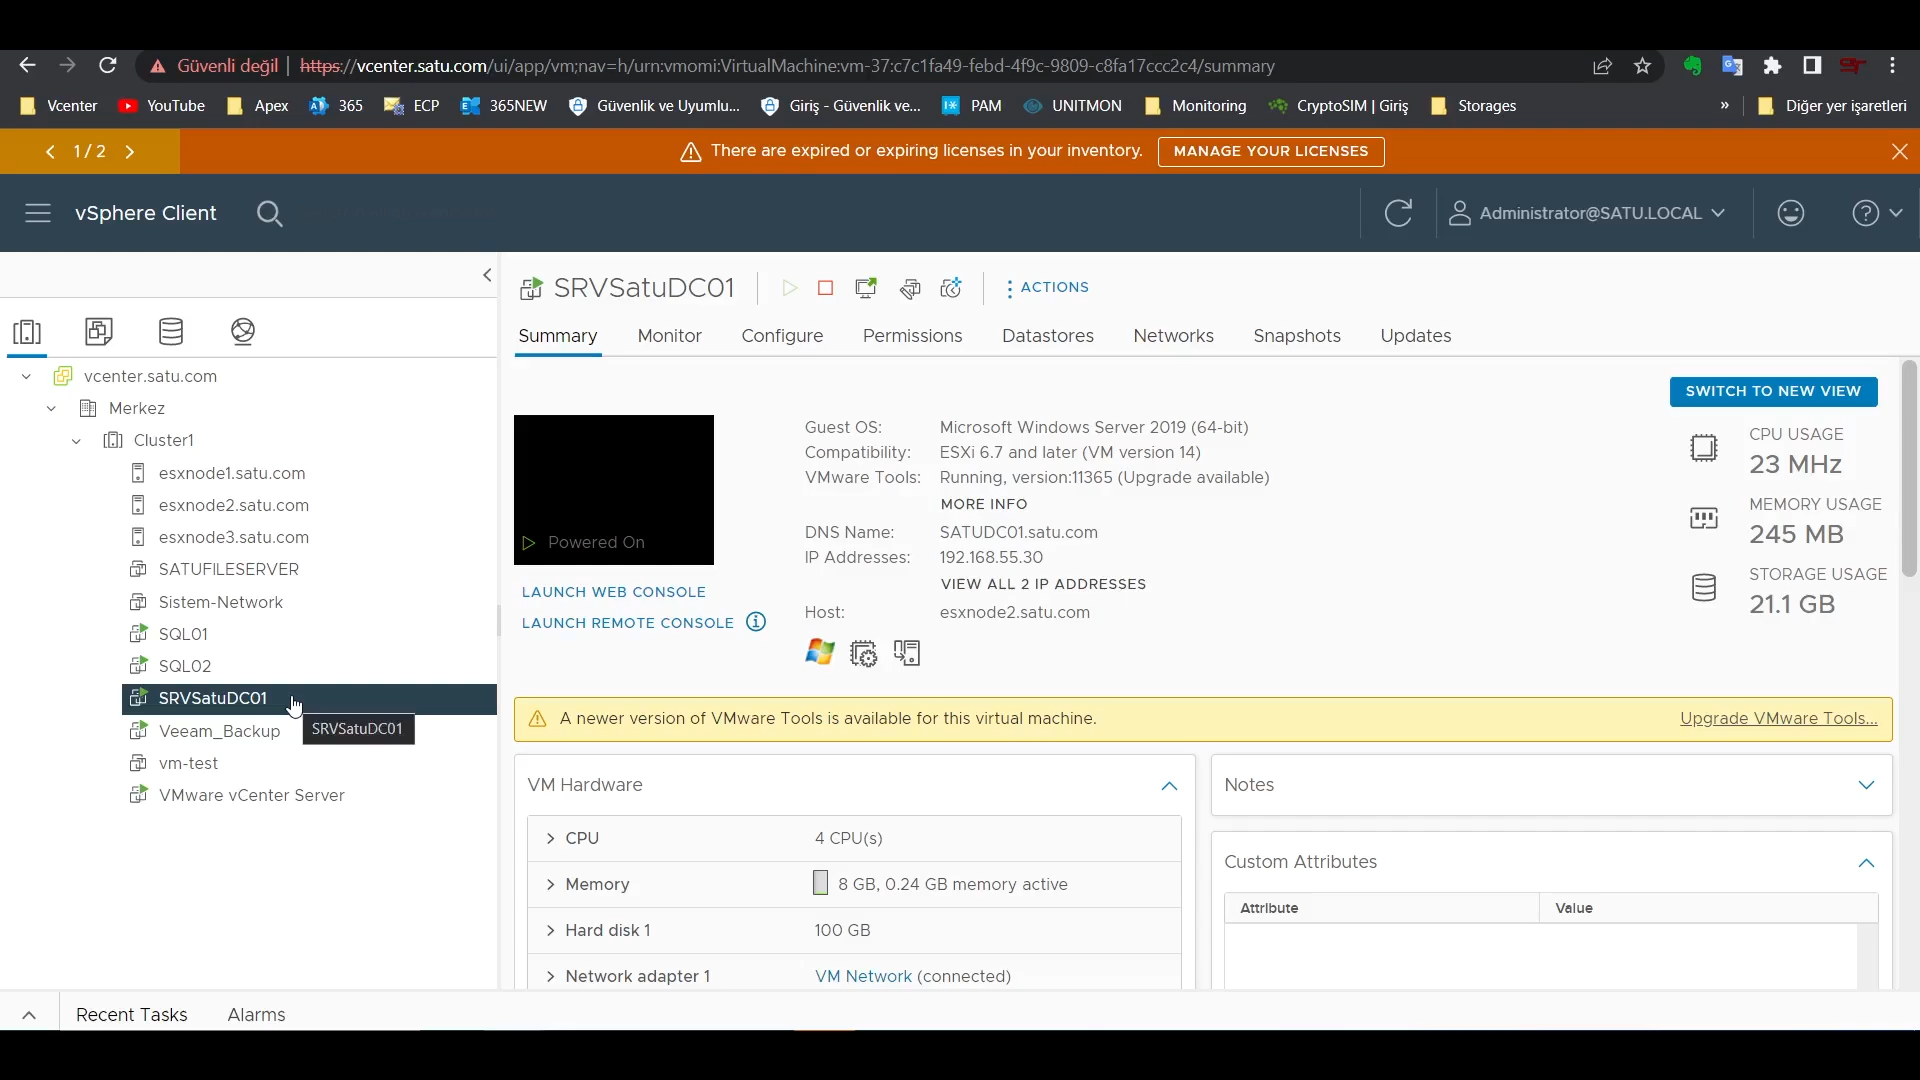 Güvenli değil | https://vcenter.satu.com/ui/app/vm;nav=h/urn:vmomi:VirtualMachine:vm-37:c7c1fa49-febd-4f9c-9809-c8fa17ccc2c4/summary
Vcenter YouTube Apex 365 ECP 365NEW Güvenlik ve Uyumlu... Giriş - Güvenlik ve... PAM UNITMON Monitoring CryptoSIM | Giriş Storages » Diğer yer işaretleri
1 / 2 There are expired or expiring licenses in your inventory. MANAGE YOUR LICENSES
vSphere Client Administrator@SATU.LOCAL
SRVSatuDC01 ACTIONS
Summary Monitor Configure Permissions Datastores Networks Snapshots Updates
vcenter.satu.com
Merkez
Cluster1
esxnode1.satu.com
esxnode2.satu.com
esxnode3.satu.com
SATUFILESERVER
Sistem-Network
SQL01
SQL02
SRVSatuDC01
SRVSatuDC01
Veeam_Backup
vm-test
VMware vCenter Server
SWITCH TO NEW VIEW
Powered On
LAUNCH WEB CONSOLE
LAUNCH REMOTE CONSOLE
Guest OS: Microsoft Windows Server 2019 (64-bit)
Compatibility: ESXi 6.7 and later (VM version 14)
VMware Tools: Running, version:11365 (Upgrade available)
MORE INFO
DNS Name: SATUDC01.satu.com
IP Addresses: 192.168.55.30
VIEW ALL 2 IP ADDRESSES
Host: esxnode2.satu.com
CPU USAGE
23 MHz
MEMORY USAGE
245 MB
STORAGE USAGE
21.1 GB
A newer version of VMware Tools is available for this virtual machine. Upgrade VMware Tools...
VM Hardware
CPU 4 CPU(s)
Memory 8 GB, 0.24 GB memory active
Hard disk 1 100 GB
Network adapter 1 VM Network (connected)
Notes
Custom Attributes
Attribute Value
Recent Tasks Alarms